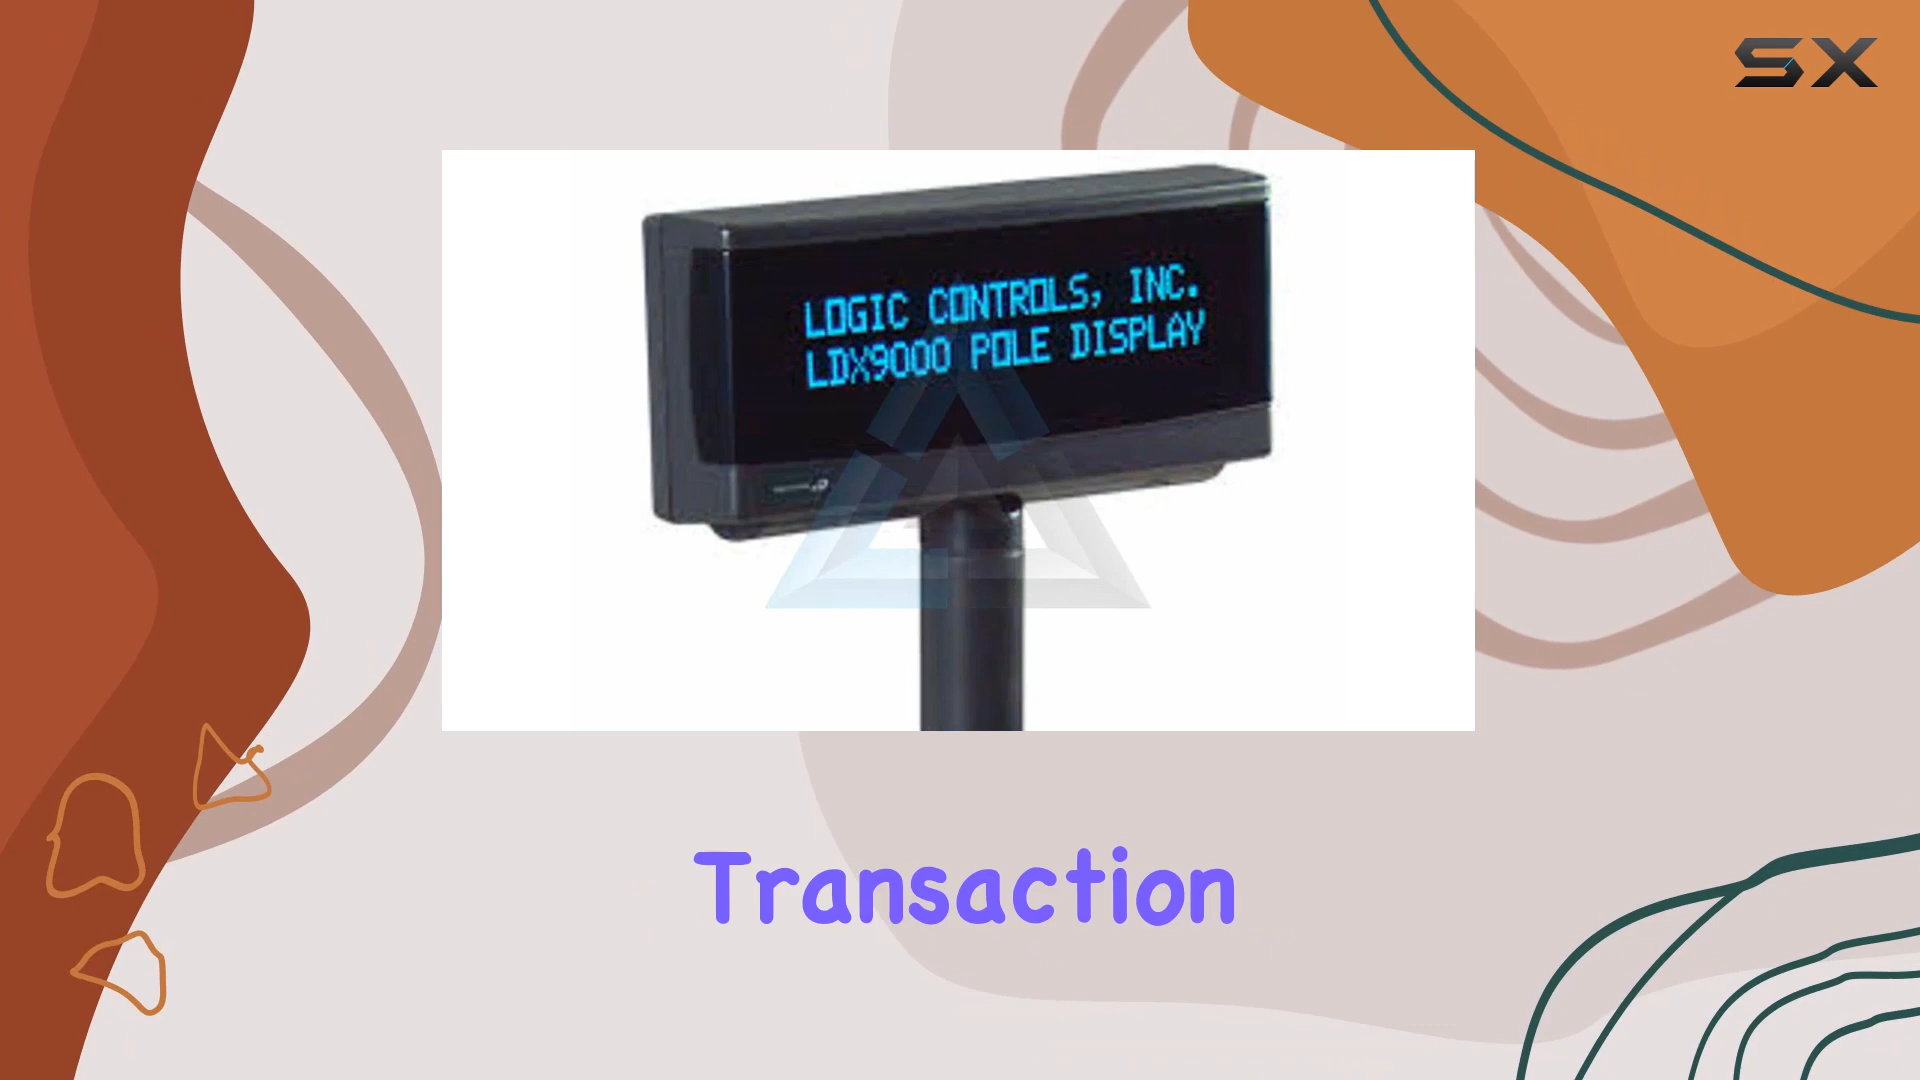 SX
LOGIC CONTROLS, INC.
LDX9000 POLE DISPLAY
Transaction